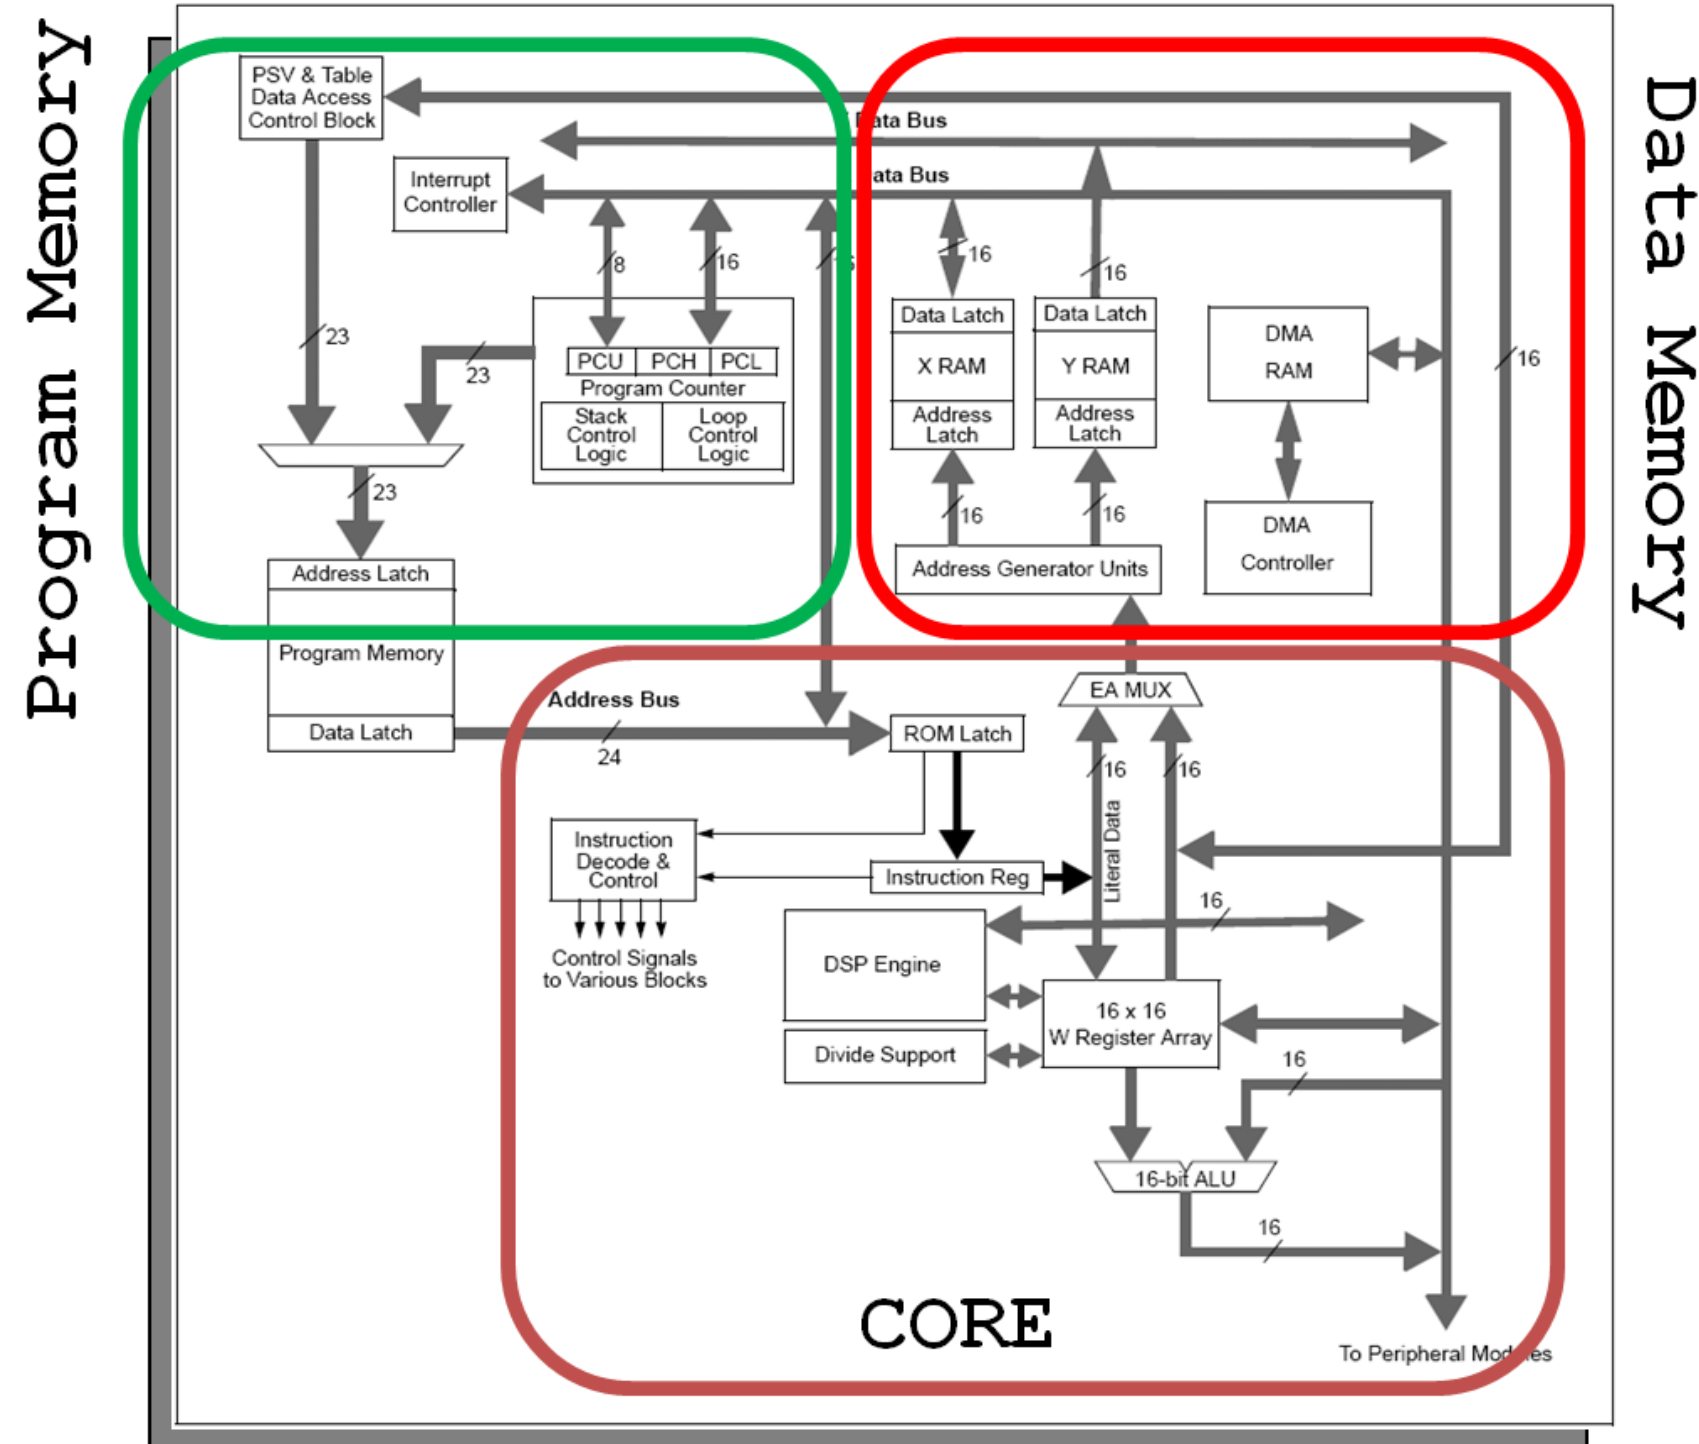 Program Memory
Data Memory
PSV & Table
Data Access
Control Block
Data Bus
Interrupt
Controller
Data Bus
8
16
16
16
23
23
16
PCU PCH PCL
Program Counter
Stack
Control
Logic
Loop
Control
Logic
Data Latch
X RAM
Address
Latch
Data Latch
Y RAM
Address
Latch
DMA
RAM
23
16
16
DMA
Controller
Address Generator Units
Address Latch
Program Memory
Data Latch
Address Bus
24
ROM Latch
EA MUX
16
16
Literal Data
Instruction
Decode &
Control
Instruction Reg
Control Signals
to Various Blocks
16
DSP Engine
Divide Support
16 x 16
W Register Array
16
16-bit ALU
16
CORE
To Peripheral Modules